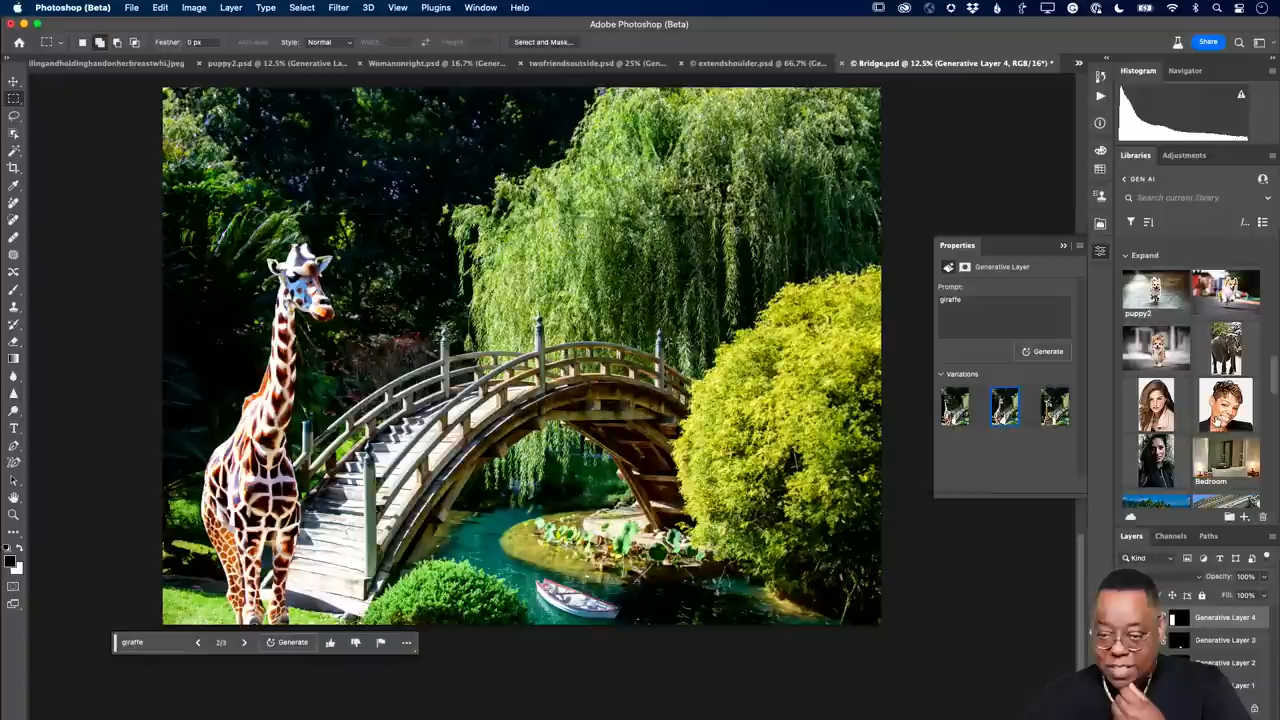 Photoshop (Beta) File Edit Image Layer Type Select Filter 3D View Plugins Window Help
Adobe Photoshop (Beta)
Feather: 0 px Anti-alias Style: Normal Width: Height: Select and Mask... Share
ilingandholdinghandonherbreastwhi.jpeg × puppy2.psd @ 12.5% (Generative La... × Womanonright.psd @ 16.7% (Gener... × twofriendsoutside.psd @ 25% (Gen... × © extendshoulder.psd @ 66.7% (Ge... × © Bridge.psd @ 12.5% (Generative Layer 4, RGB/16*) *
Histogram Navigator
Libraries Adjustments
GEN AI
Search current library
Expand
puppy2
Bedroom
Properties
Generative Layer
Prompt:
giraffe
Generate
Variations
giraffe 2/3 Generate
Layers Channels Paths
Kind
Opacity: 100%
Fill: 100%
Generative Layer 4
Generative Layer 3
Generative Layer 2